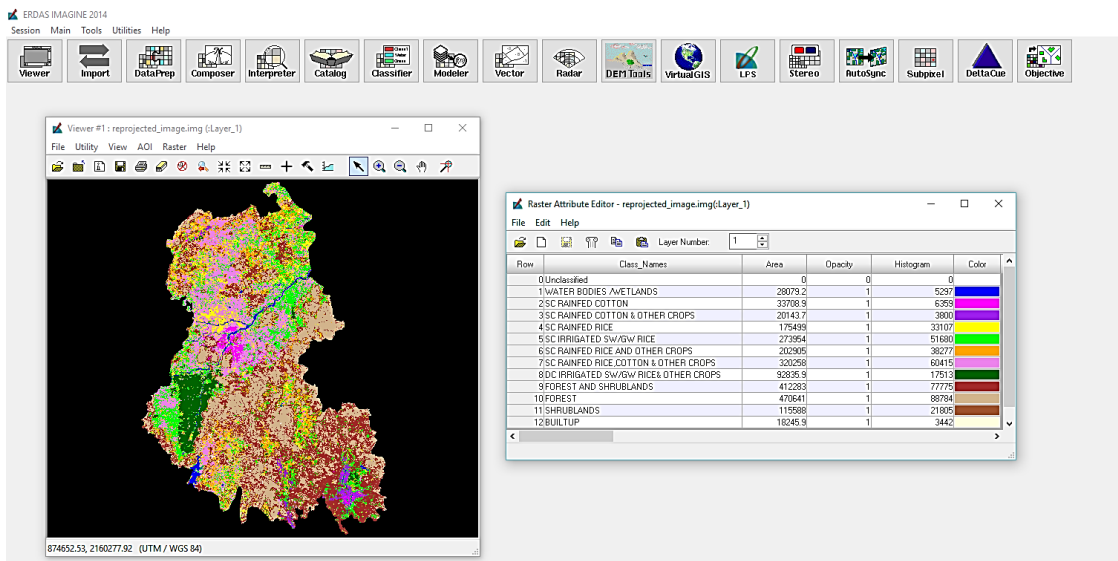 ERDAS IMAGINE 2014
Session Main Tools Utilities Help
Viewer Import DataPrep Composer Interpreter Catalog Classifier Modeler Vector Radar DEM Tools VirtualGIS LPS Stereo AutoSync Subpixel DeltaCue Objective
Viewer #1 : reprojected_image.img (:Layer_1)
File Utility View AOI Raster Help
874652.53, 2160277.92 (UTM / WGS 84)
Raster Attribute Editor - reprojected_image.img(:Layer_1)
File Edit Help
Layer Number: 1
Row Class_Names Area Opacity Histogram Color
0 Unclassified 0 0 0
1 WATER BODIES /WETLANDS 28079.2 1 5297
2 SC RAINFED COTTON 33708.9 1 6359
3 SC RAINFED COTTON & OTHER CROPS 20143.7 1 3800
4 SC RAINFED RICE 175499 1 33107
5 SC IRRIGATED SW/GW RICE 273954 1 51680
6 SC RAINFED RICE AND OTHER CROPS 202905 1 38277
7 SC RAINFED RICE,COTTON & OTHER CROPS 320258 1 60415
8 DC IRRIGATED SW/GW RICE& OTHER CROPS 92835.9 1 17513
9 FOREST AND SHRUBLANDS 412283 1 77775
10 FOREST 470641 1 88784
11 SHRUBLANDS 115588 1 21805
12 BUILTUP 18245.9 1 3442